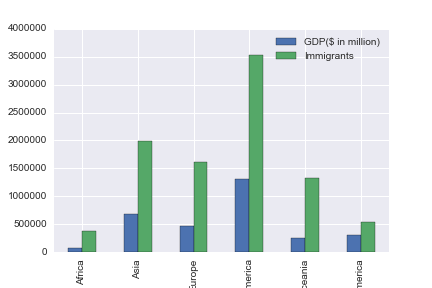 4000000
3500000
3000000
2500000
2000000
1500000
1000000
500000
0
GDP($ in million)
Immigrants
Africa
Asia
urope
merica
ceania
merica